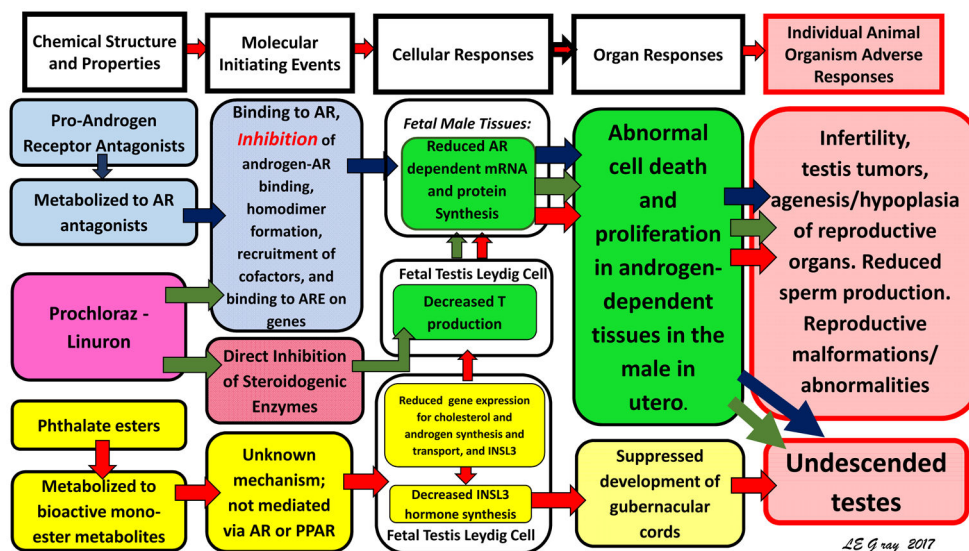 Chemical Structure
and Properties
Molecular
Initiating Events
Cellular Responses
Organ Responses
Individual Animal
Organism Adverse
Responses
Pro-Androgen
Receptor Antagonists
Metabolized to AR
antagonists
Prochloraz -
Linuron
Phthalate esters
Metabolized to
bioactive mono-
ester metabolites
Binding to AR,
Inhibition of
androgen-AR
binding,
homodimer
formation,
recruitment of
cofactors, and
binding to ARE on
genes
Direct Inhibition
of Steroidogenic
Enzymes
Unknown
mechanism;
not mediated
via AR or PPAR
Fetal Male Tissues:
Reduced AR
dependent mRNA
and protein
Synthesis
Fetal Testis Leydig Cell
Decreased T
production
Reduced gene expression
for cholesterol and
androgen synthesis and
transport, and INSL3
Decreased INSL3
hormone synthesis
Fetal Testis Leydig Cell
Abnormal
cell death
and
proliferation
in androgen-
dependent
tissues in the
male in
utero.
Suppressed
development of
gubernacular
cords
Infertility,
testis tumors,
agenesis/hypoplasia
of reproductive
organs. Reduced
sperm production.
Reproductive
malformations/
abnormalities
Undescended
testes
LE Gray 2017